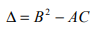 Δ = B² − AC